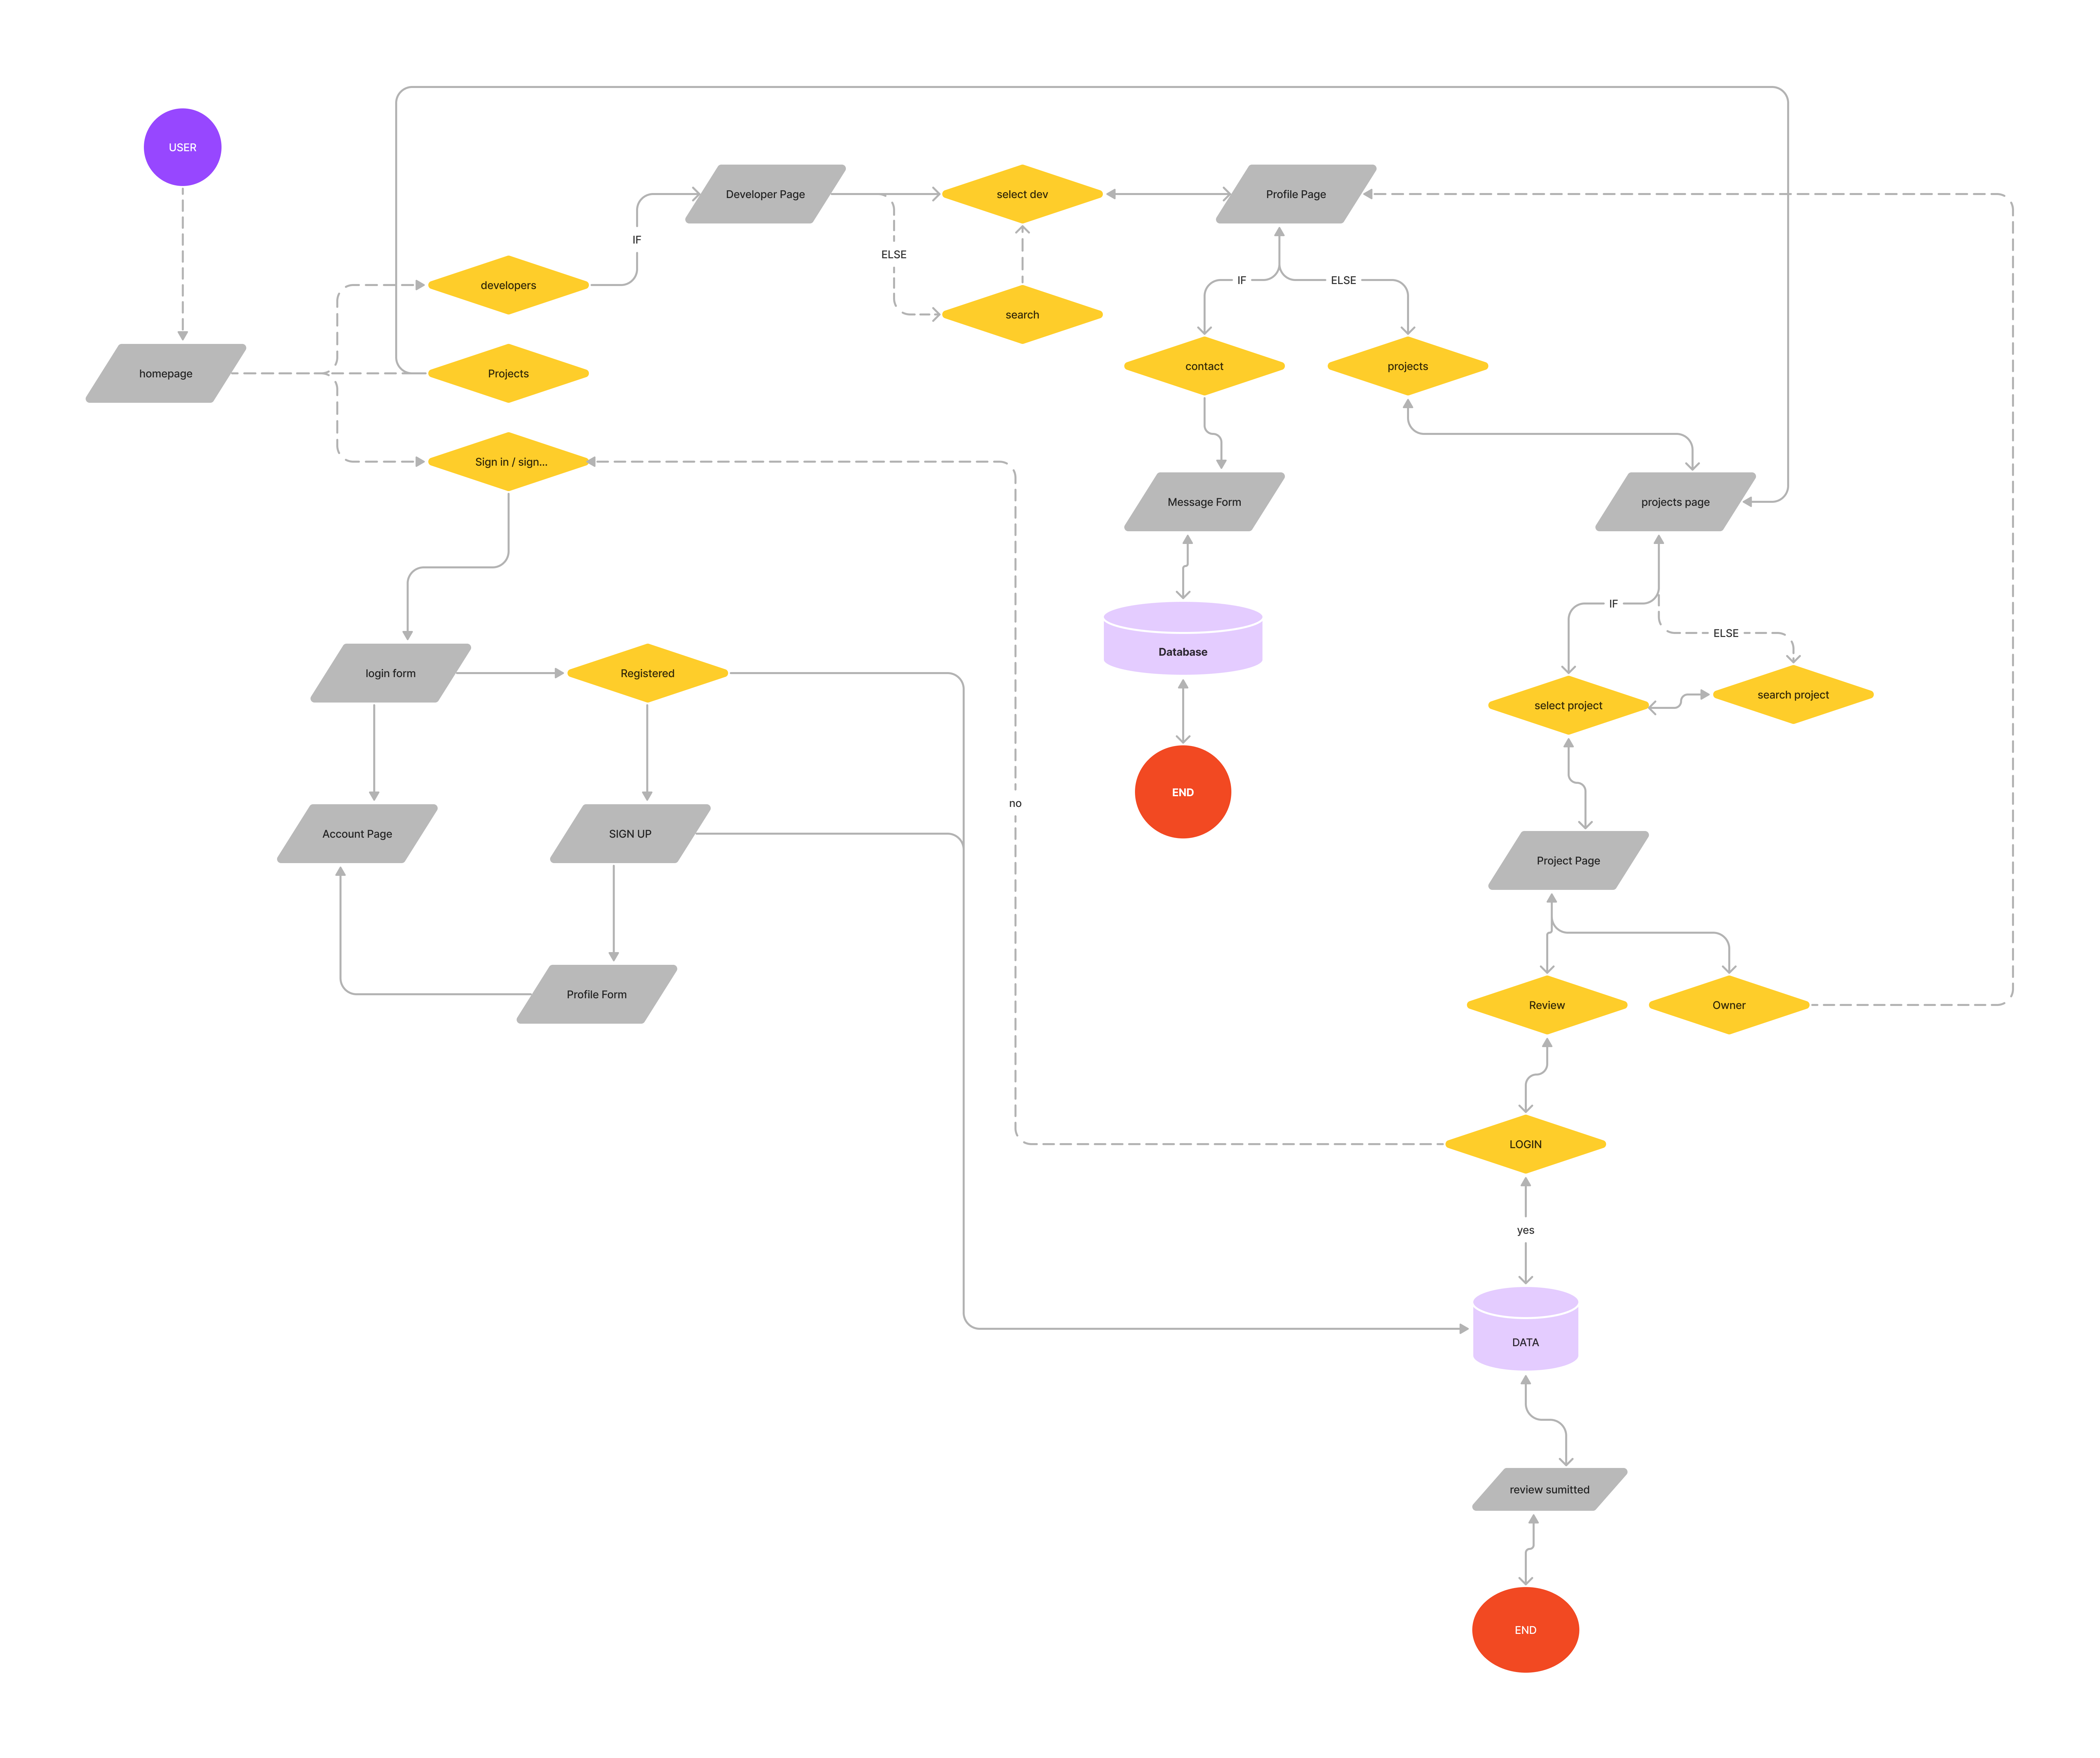 USER
Developer Page
select dev
Profile Page
IF
ELSE
developers
search
IF
ELSE
homepage
Projects
contact
projects
Sign in / sign...
Message Form
projects page
IF
ELSE
Database
login form
Registered
select project
search project
END
no
Account Page
SIGN UP
Project Page
Profile Form
Review
Owner
LOGIN
yes
DATA
review sumitted
END